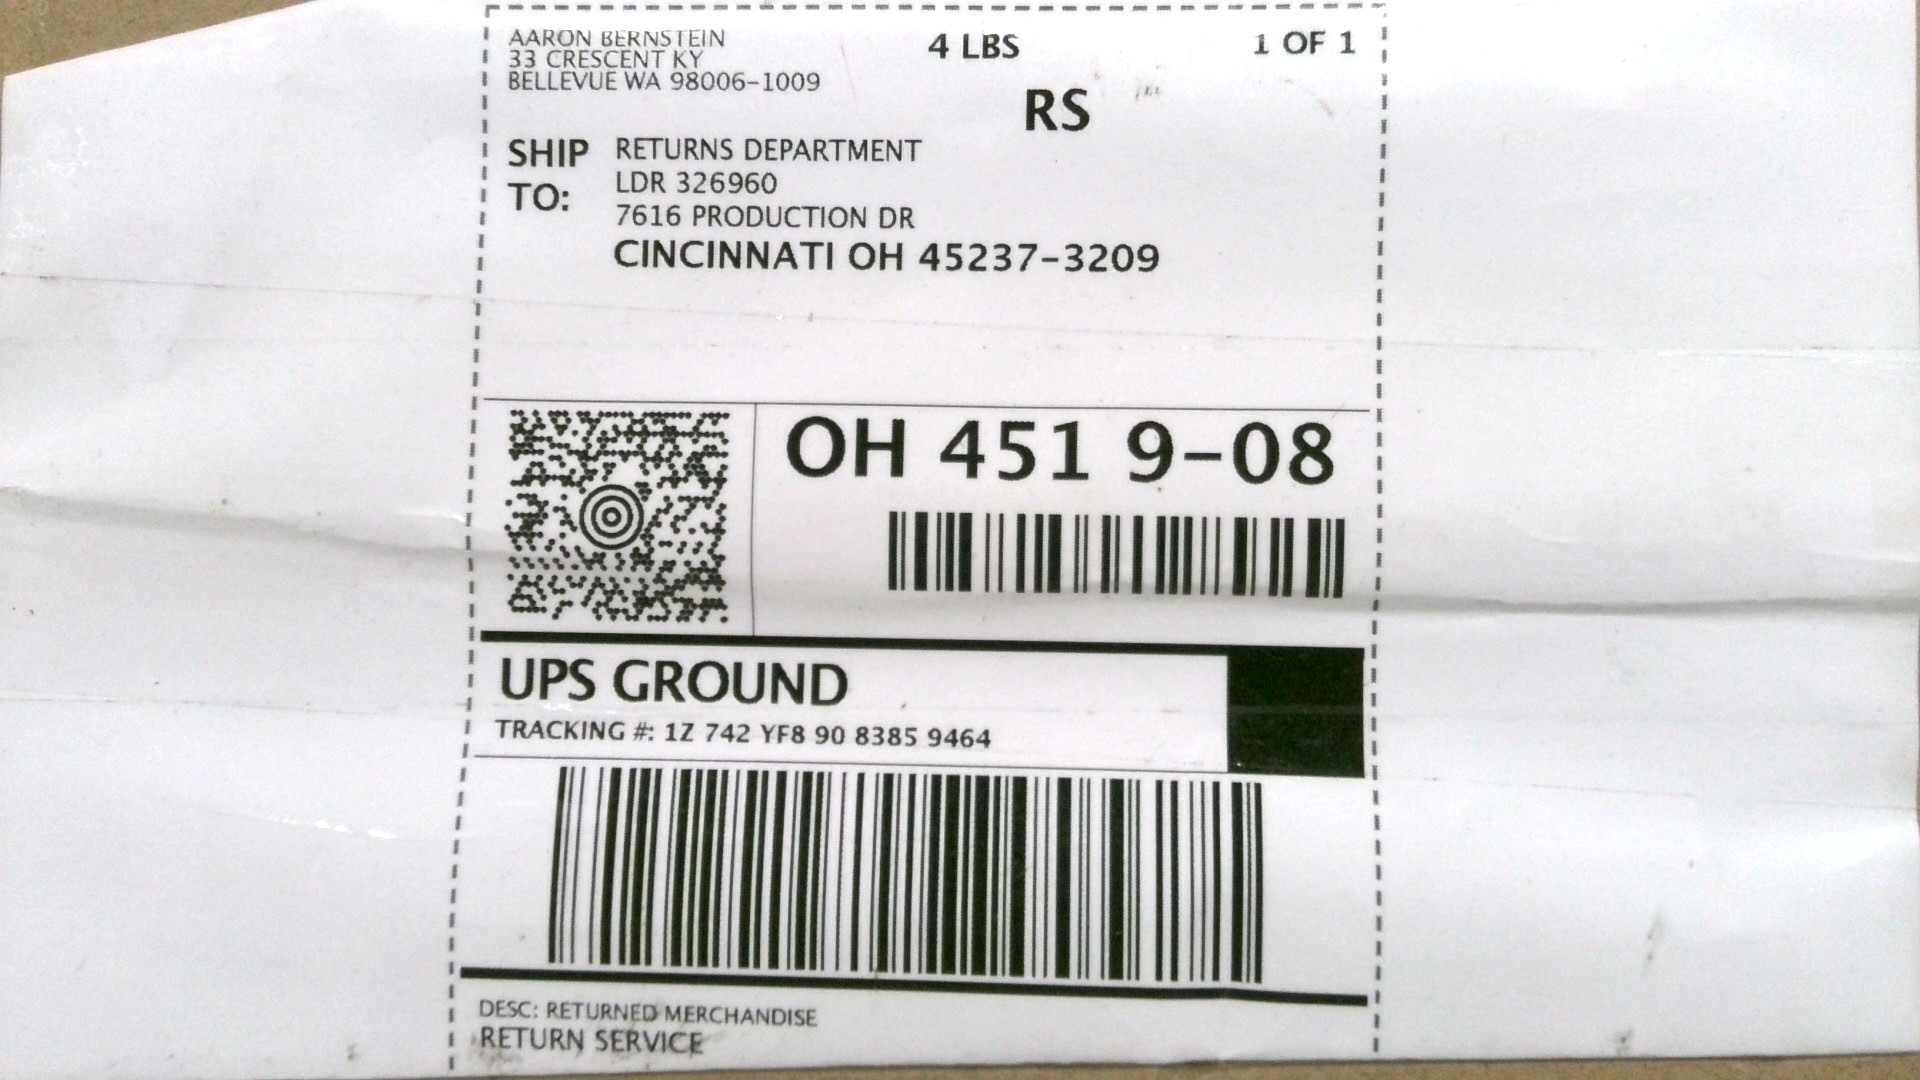 AARON BERNSTEIN
33 CRESCENT KY
BELLEVUE WA 98006-1009
4 LBS
1 OF 1
RS
SHIP TO:
RETURNS DEPARTMENT
LDR 326960
7616 PRODUCTION DR
CINCINNATI OH 45237-3209
OH 451 9-08
UPS GROUND
TRACKING #: 1Z 742 YF8 90 8385 9464
DESC: RETURNED MERCHANDISE
RETURN SERVICE